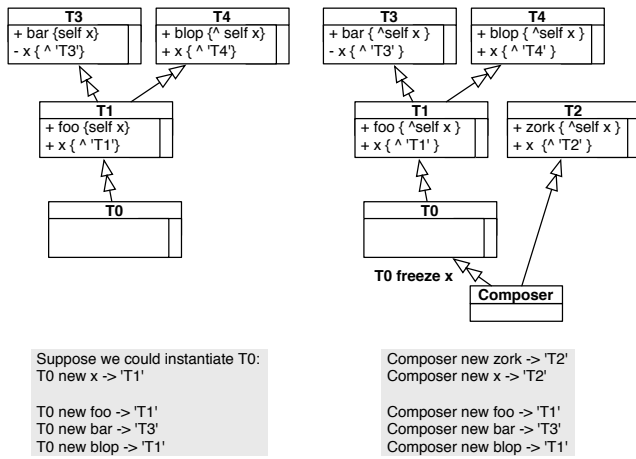 T3
+ bar {self x}
- x { ^ 'T3'}
T4
+ blop {^ self x}
+ x { ^ 'T4'}
T1
+ foo {self x}
+ x { ^ 'T1'}
T0
Suppose we could instantiate T0:
T0 new x -> 'T1'
T0 new foo -> 'T1'
T0 new bar -> 'T3'
T0 new blop -> 'T1'
T3
+ bar { ^self x }
- x { ^ 'T3' }
T4
+ blop { ^self x }
+ x { ^ 'T4' }
T1
+ foo { ^self x }
+ x { ^ 'T1' }
T2
+ zork { ^self x }
+ x {^ 'T2' }
T0
T0 freeze x
Composer
Composer new zork -> 'T2'
Composer new x -> 'T2'
Composer new foo -> 'T1'
Composer new bar -> 'T3'
Composer new blop -> 'T1'